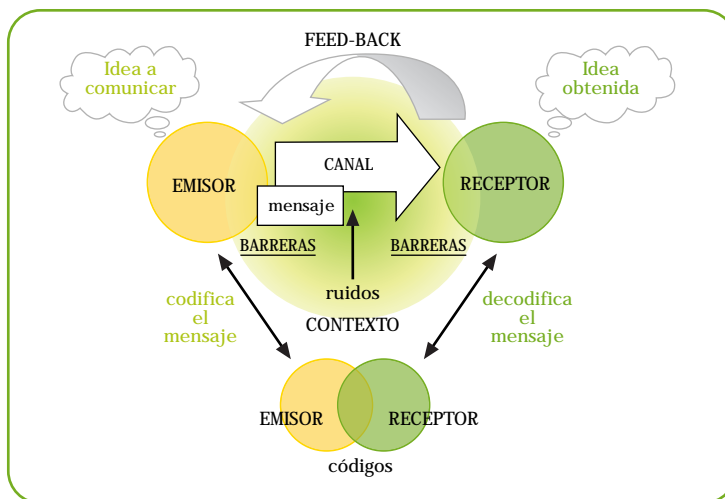 FEED-BACK
Idea a
comunicar
Idea
obtenida
EMISOR
CANAL
RECEPTOR
mensaje
BARRERAS
BARRERAS
ruidos
CONTEXTO
codifica
el
mensaje
decodifica
el
mensaje
EMISOR
RECEPTOR
códigos